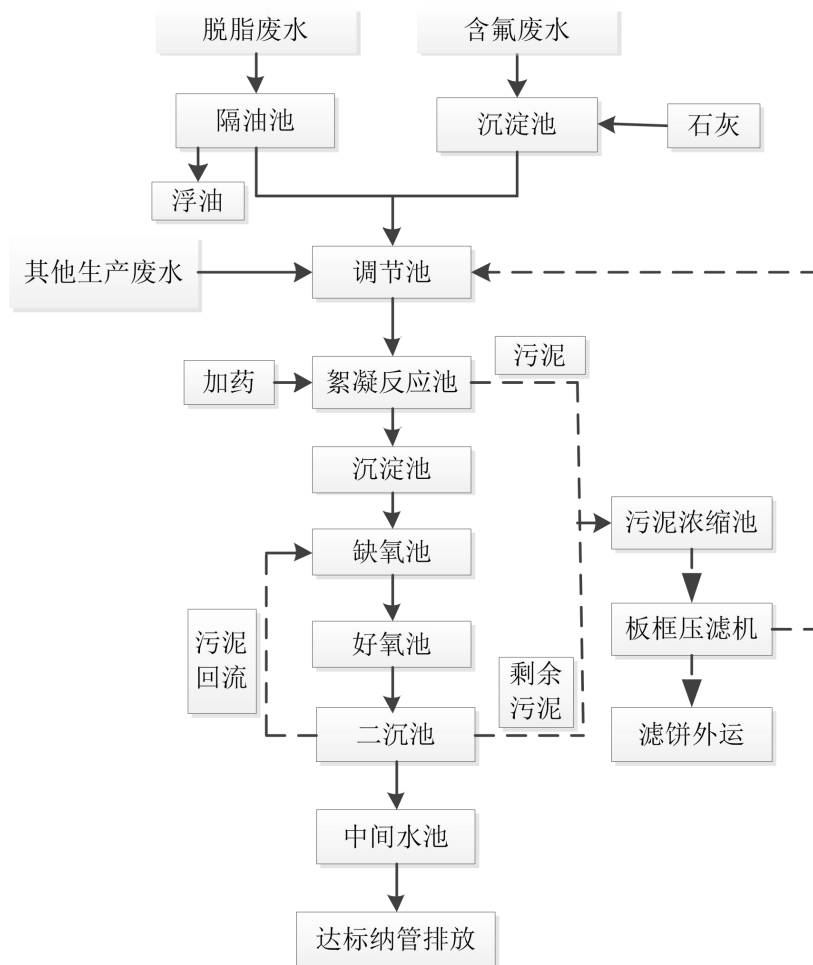 脱脂废水
含氟废水
隔油池
沉淀池
石灰
浮油
其他生产废水
调节池
污泥
加药
絮凝反应池
沉淀池
污泥浓缩池
缺氧池
板框压滤机
好氧池
污泥
回流
剩余
污泥
二沉池
滤饼外运
中间水池
达标纳管排放